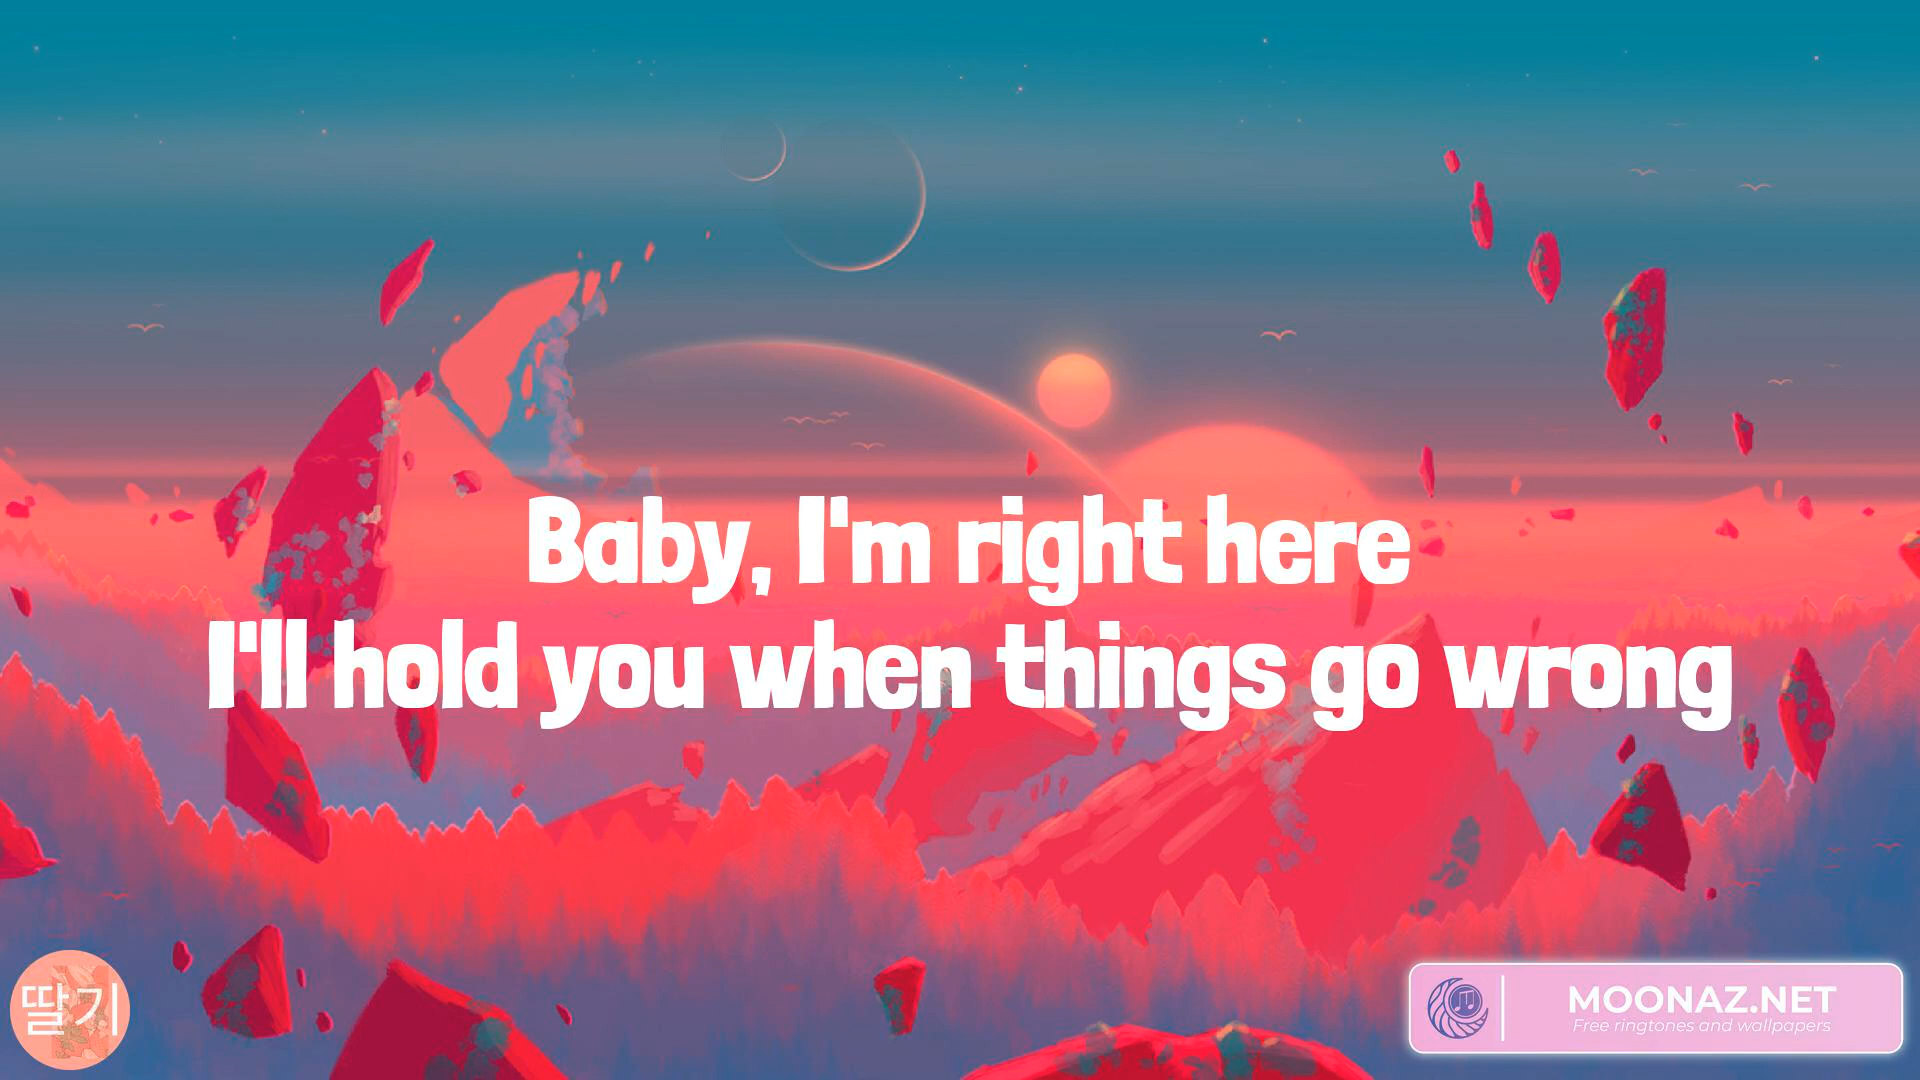 Baby, I'm right here
I'll hold you when things go wrong
딸기
MOONAZ.NET
Free ringtones and wallpapers